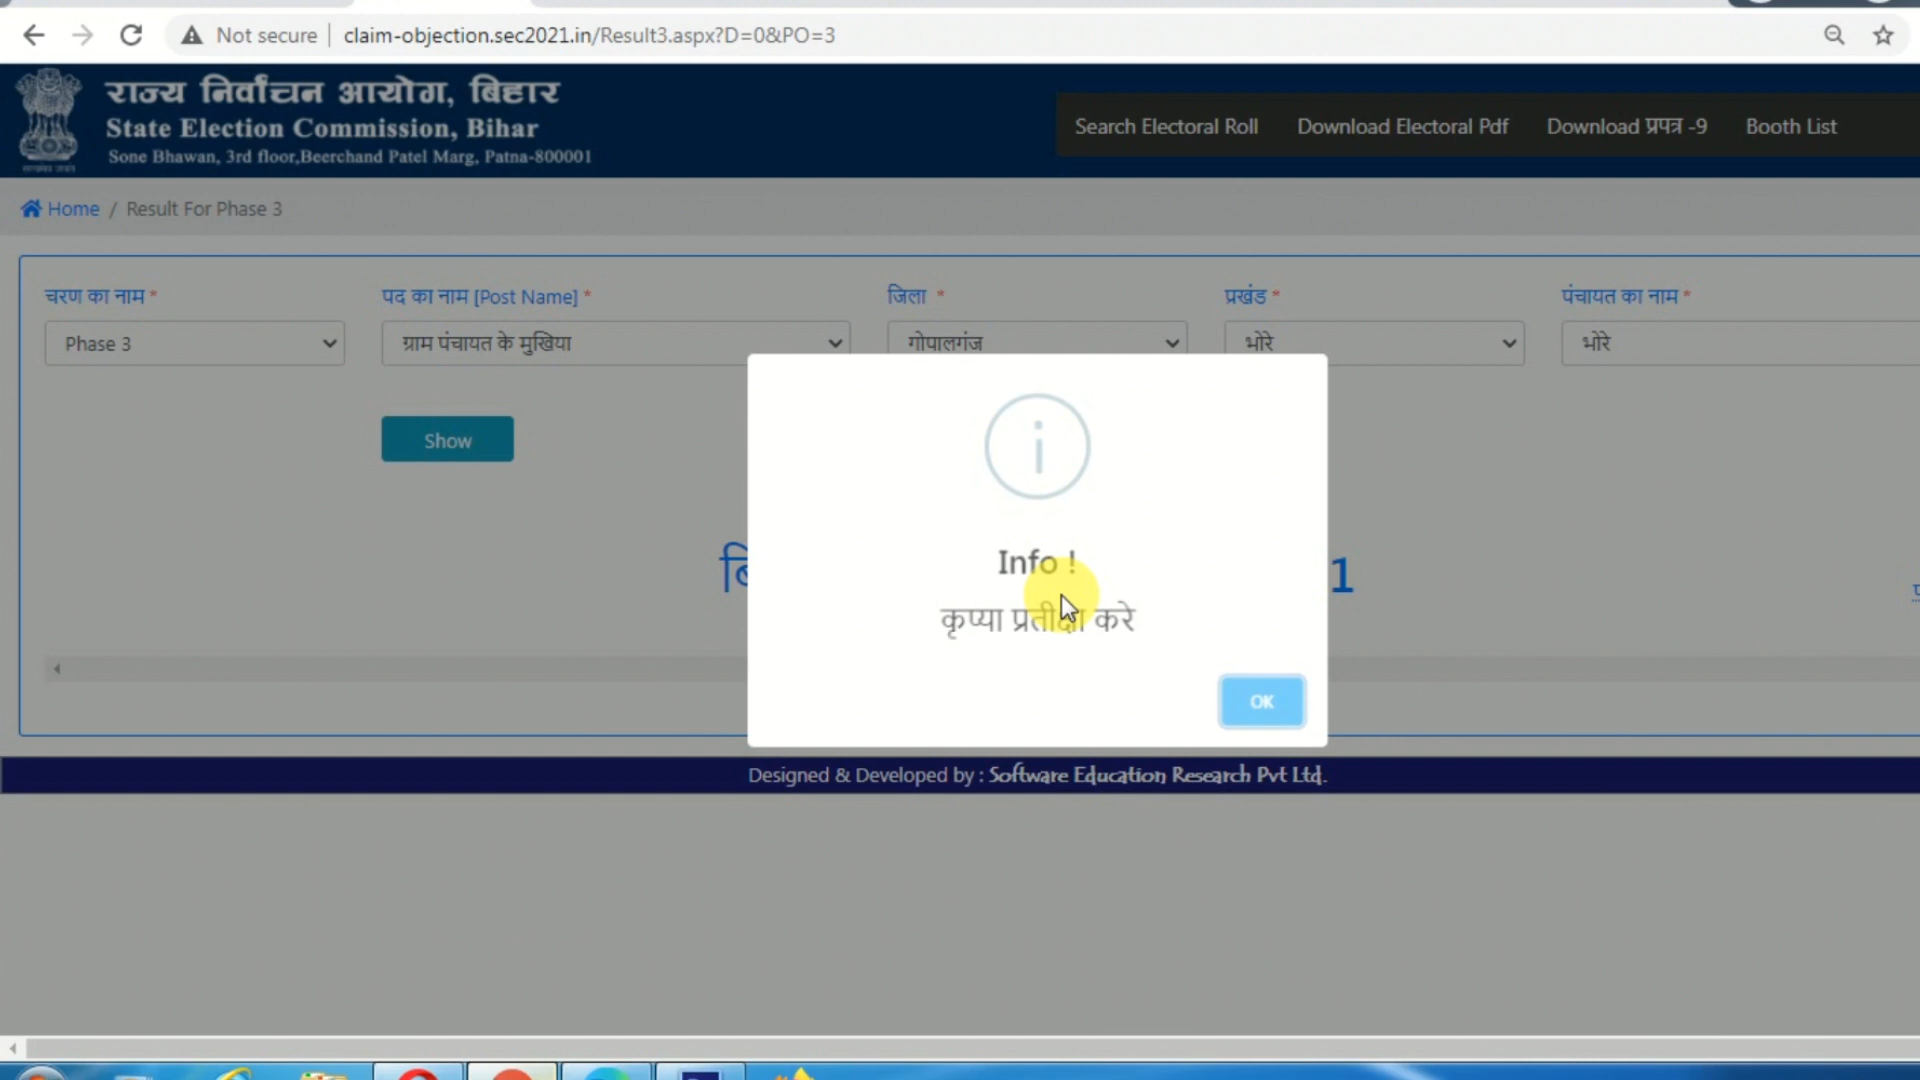 Not secure
claim-objection.sec2021.in/Result3.aspx?D=0&PO=3
राज्य निर्वाचन आयोग, बिहार
State Election Commission, Bihar
Sone Bhawan, 3rd floor,Beerchand Patel Marg, Patna-800001
Search Electoral Roll
Download Electoral Pdf
Download प्रपत्र -9
Booth List
Home / Result For Phase 3
चरण का नाम *
पद का नाम [Post Name] *
जिला *
प्रखंड *
पंचायत का नाम *
Phase 3
ग्राम पंचायत के मुखिया
गोपालगंज
भोरे
भोरे
Show
Info !
कृप्या प्रतीक्षा करे
1
OK
Designed & Developed by : Software Education Research Pvt Ltd.